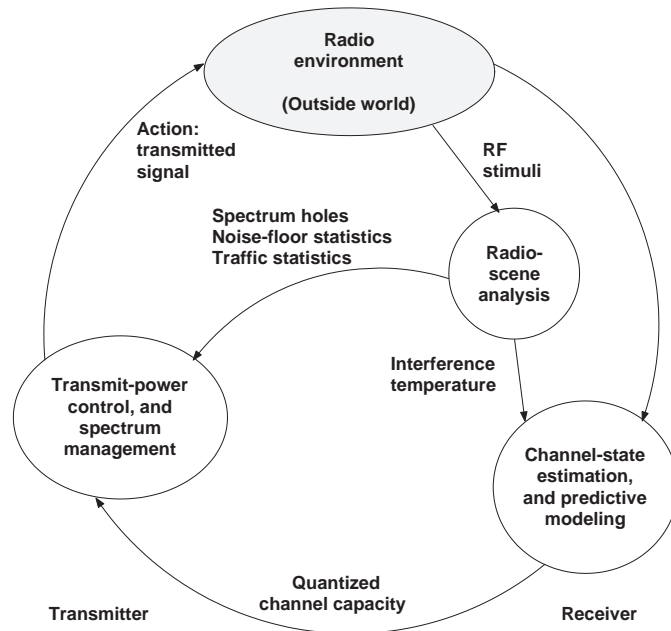 Radio
environment
(Outside world)
Action:
transmitted
signal
RF
stimuli
Spectrum holes
Noise-floor statistics
Traffic statistics
Radio-
scene
analysis
Interference
temperature
Transmit-power
control, and
spectrum
management
Channel-state
estimation,
and predictive
modeling
Quantized
channel capacity
Transmitter
Receiver